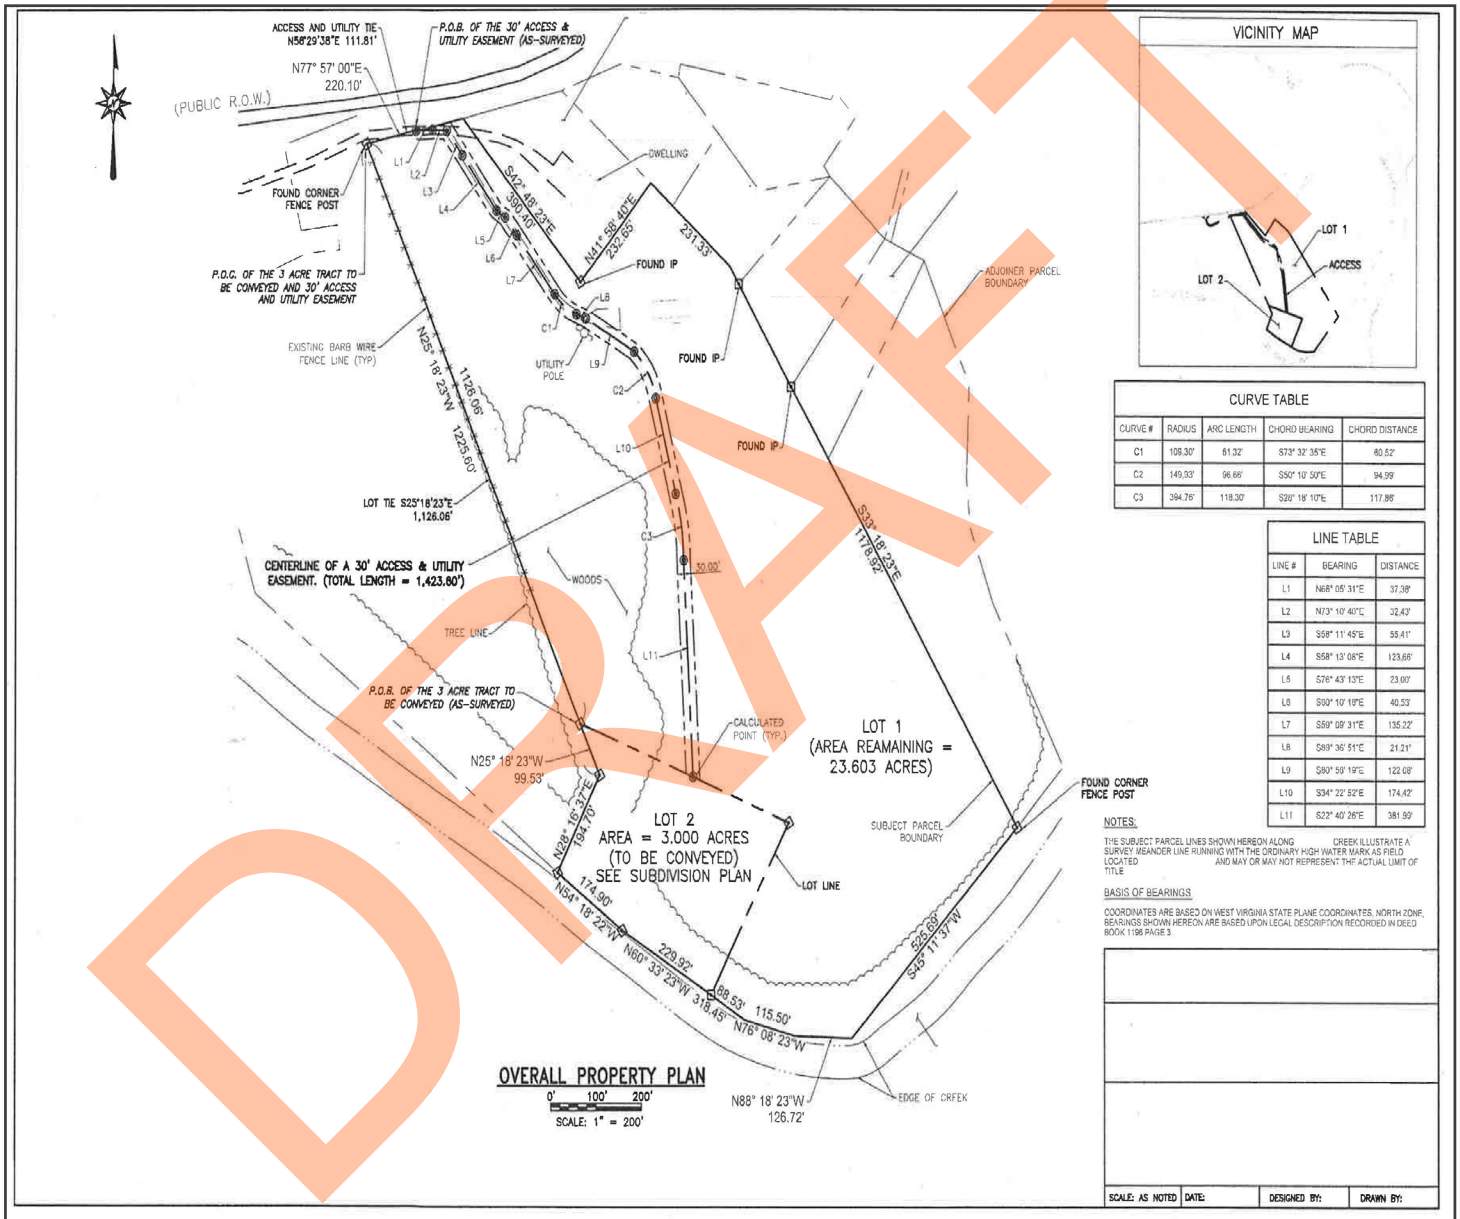 ACCESS AND UTILITY TIE
N56°29'38"E 111.81'
P.O.B. OF THE 30' ACCESS &
UTILITY EASEMENT (AS-SURVEYED)
N77° 57' 00"E
220.10'
(PUBLIC R.O.W.)
L1
L2
L3
L4
L5
L6
L7
L8
C1
L9
C2
L10
C3
L11
30.00'
FOUND CORNER
FENCE POST
P.O.C. OF THE 3 ACRE TRACT TO
BE CONVEYED AND 30' ACCESS
AND UTILITY EASEMENT
S42° 48' 23"E
390.40'
DWELLING
N41° 58' 40"E
232.65'
231.33'
FOUND IP
FOUND IP
FOUND IP
ADJOINER PARCEL
BOUNDARY
EXISTING BARB WIRE
FENCE LINE (TYP)
N25° 18' 23"W 1225.60'
1126.06'
UTILITY
POLE
LOT TIE S25°18'23"E
1,126.06'
S33° 18' 23"E
1178.92'
CENTERLINE OF A 30' ACCESS & UTILITY
EASEMENT. (TOTAL LENGTH = 1,423.60')
WOODS
TREE LINE
P.O.B. OF THE 3 ACRE TRACT TO
BE CONVEYED (AS-SURVEYED)
CALCULATED
POINT (TYP.)
N25° 18' 23"W
99.53'
LOT 1
(AREA REAMAINING =
23.603 ACRES)
FOUND CORNER
FENCE POST
N28° 16' 37"E
194.70'
LOT 2
AREA = 3.000 ACRES
(TO BE CONVEYED)
SEE SUBDIVISION PLAN
SUBJECT PARCEL
BOUNDARY
LOT LINE
174.90'
N54° 18' 22"W
229.92'
N60° 33' 23"W 318.45'
88.53'
115.50'
N76° 08' 23"W
525.69'
S45° 11' 37"W
N88° 18' 23"W
126.72'
EDGE OF CREEK
OVERALL PROPERTY PLAN
0' 100' 200'
SCALE: 1" = 200'
VICINITY MAP
LOT 1
ACCESS
LOT 2
CURVE TABLE
CURVE # RADIUS ARC LENGTH CHORD BEARING CHORD DISTANCE
C1 109.30' 61.32' S73° 32' 35"E 60.52'
C2 149.93' 96.66' S50° 10' 50"E 94.99'
C3 394.76' 118.30' S28° 18' 10"E 117.86'
LINE TABLE
LINE # BEARING DISTANCE
L1 N68° 05' 31"E 37.38'
L2 N73° 10' 40"E 32.43'
L3 S58° 11' 45"E 55.41'
L4 S58° 13' 08"E 123.66'
L5 S76° 43' 13"E 23.00'
L6 S60° 10' 18"E 40.53'
L7 S59° 09' 31"E 135.22'
L8 S89° 36' 51"E 21.21'
L9 S80° 59' 19"E 122.08'
L10 S34° 22' 52"E 174.42'
L11 S22° 40' 26"E 381.99'
NOTES:
THE SUBJECT PARCEL LINES SHOWN HEREON ALONG CREEK ILLUSTRATE A
SURVEY MEANDER LINE RUNNING WITH THE ORDINARY HIGH WATER MARK AS FIELD
LOCATED AND MAY OR MAY NOT REPRESENT THE ACTUAL LIMIT OF
TITLE
BASIS OF BEARINGS
COORDINATES ARE BASED ON WEST VIRGINIA STATE PLANE COORDINATES, NORTH ZONE,
BEARINGS SHOWN HEREON ARE BASED UPON LEGAL DESCRIPTION RECORDED IN DEED
BOOK 1196 PAGE 3
SCALE: AS NOTED DATE: DESIGNED BY: DRAWN BY:
DRAFT